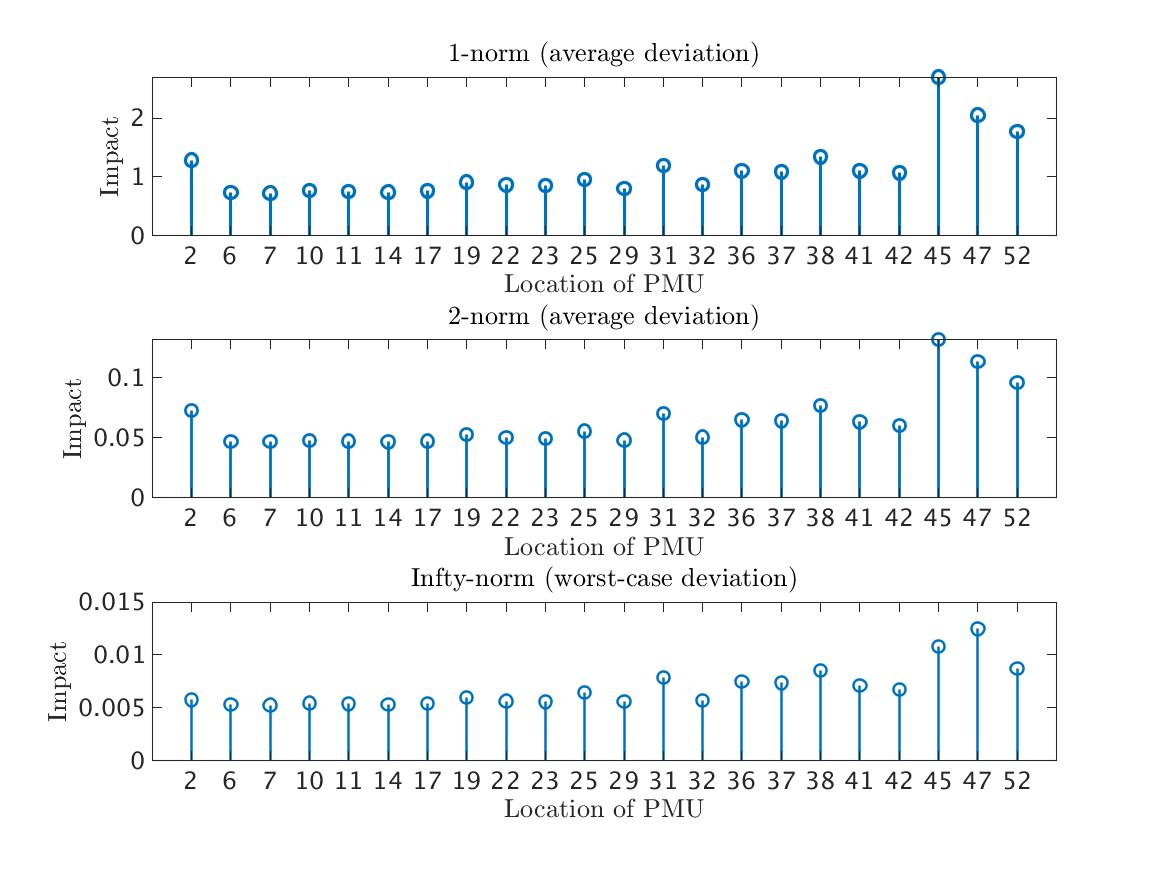 1-norm (average deviation)
2
1
0
Impact
2 6 7 10 11 14 17 19 22 23 25 29 31 32 36 37 38 41 42 45 47 52
Location of PMU
2-norm (average deviation)
0.1
0.05
0
Impact
2 6 7 10 11 14 17 19 22 23 25 29 31 32 36 37 38 41 42 45 47 52
Location of PMU
Infty-norm (worst-case deviation)
0.015
0.01
0.005
0
Impact
2 6 7 10 11 14 17 19 22 23 25 29 31 32 36 37 38 41 42 45 47 52
Location of PMU